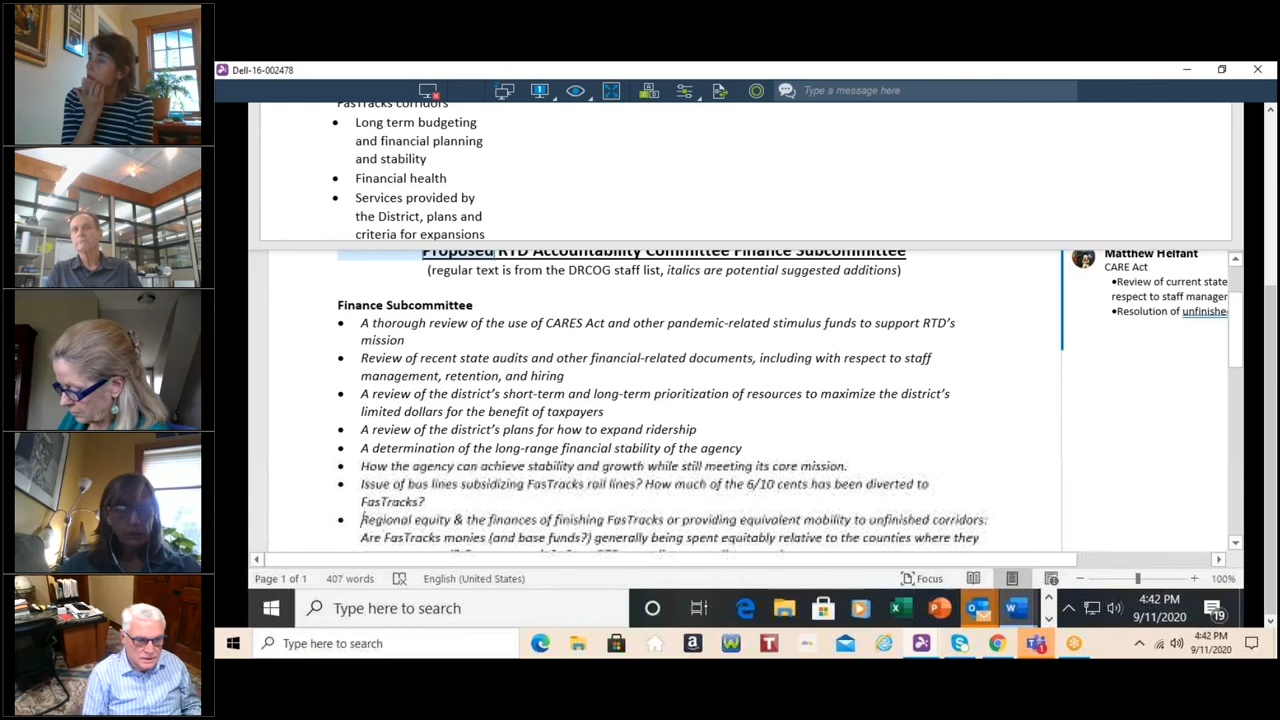 Dell-16-002478
Type a message here
FasTracks corridors
• Long term budgeting
and financial planning
and stability
• Financial health
• Services provided by
the District, plans and
criteria for expansions
Proposed RTD Accountability Committee Finance Subcommittee
(regular text is from the DRCOG staff list, italics are potential suggested additions)
Finance Subcommittee
• A thorough review of the use of CARES Act and other pandemic-related stimulus funds to support RTD's
mission
• Review of recent state audits and other financial-related documents, including with respect to staff
management, retention, and hiring
• A review of the district's short-term and long-term prioritization of resources to maximize the district's
limited dollars for the benefit of taxpayers
• A review of the district's plans for how to expand ridership
• A determination of the long-range financial stability of the agency
• How the agency can achieve stability and growth while still meeting its core mission.
• Issue of bus lines subsidizing FasTracks rail lines? How much of the 6/10 cents has been diverted to
FasTracks?
• Regional equity & the finances of finishing FasTracks or providing equivalent mobility to unfinished corridors:
Are FasTracks monies (and base funds?) generally being spent equitably relative to the counties where they
Matthew Helfant
CARE Act
•Review of current state
respect to staff manager
•Resolution of unfinishe
Page 1 of 1
407 words
English (United States)
Focus
100%
Type here to search
4:42 PM
9/11/2020
19
Type here to search
4:42 PM
9/11/2020